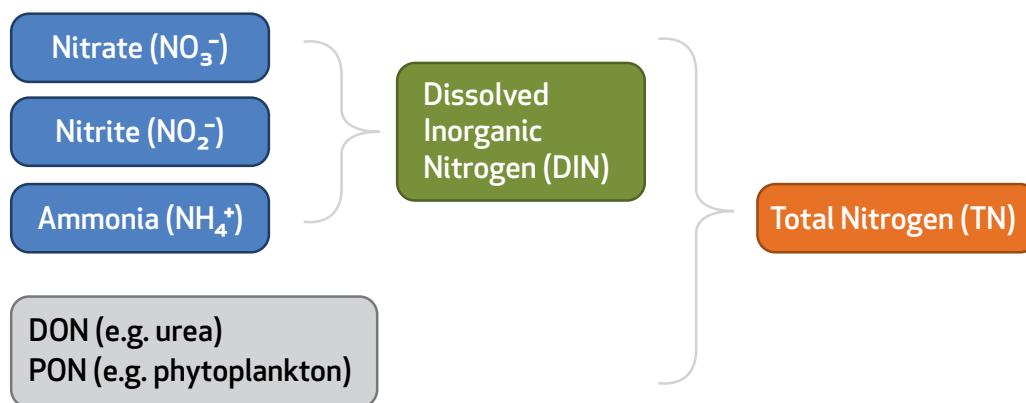 Nitrate (NO₃⁻)
Nitrite (NO₂⁻)
Ammonia (NH₄⁺)
Dissolved
Inorganic
Nitrogen (DIN)
Total Nitrogen (TN)
DON (e.g. urea)
PON (e.g. phytoplankton)